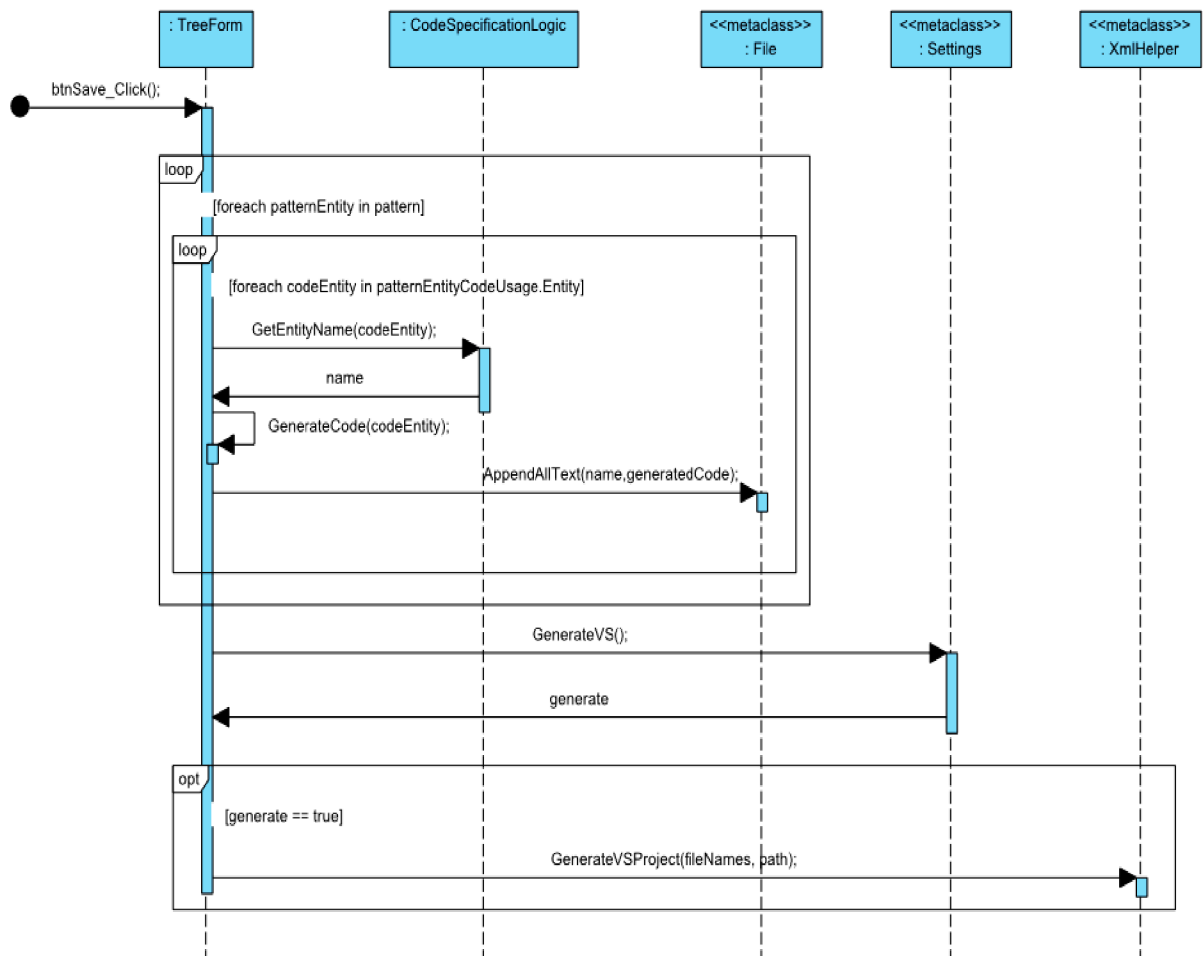 : TreeForm
: CodeSpecificationLogic
<<metaclass>>
: File
<<metaclass>>
: Settings
<<metaclass>>
: XmlHelper
btnSave_Click();
loop
[foreach patternEntity in pattern]
loop
[foreach codeEntity in patternEntityCodeUsage.Entity]
GetEntityName(codeEntity);
name
GenerateCode(codeEntity);
AppendAllText(name,generatedCode);
GenerateVS();
generate
opt
[generate == true]
GenerateVSProject(fileNames, path);